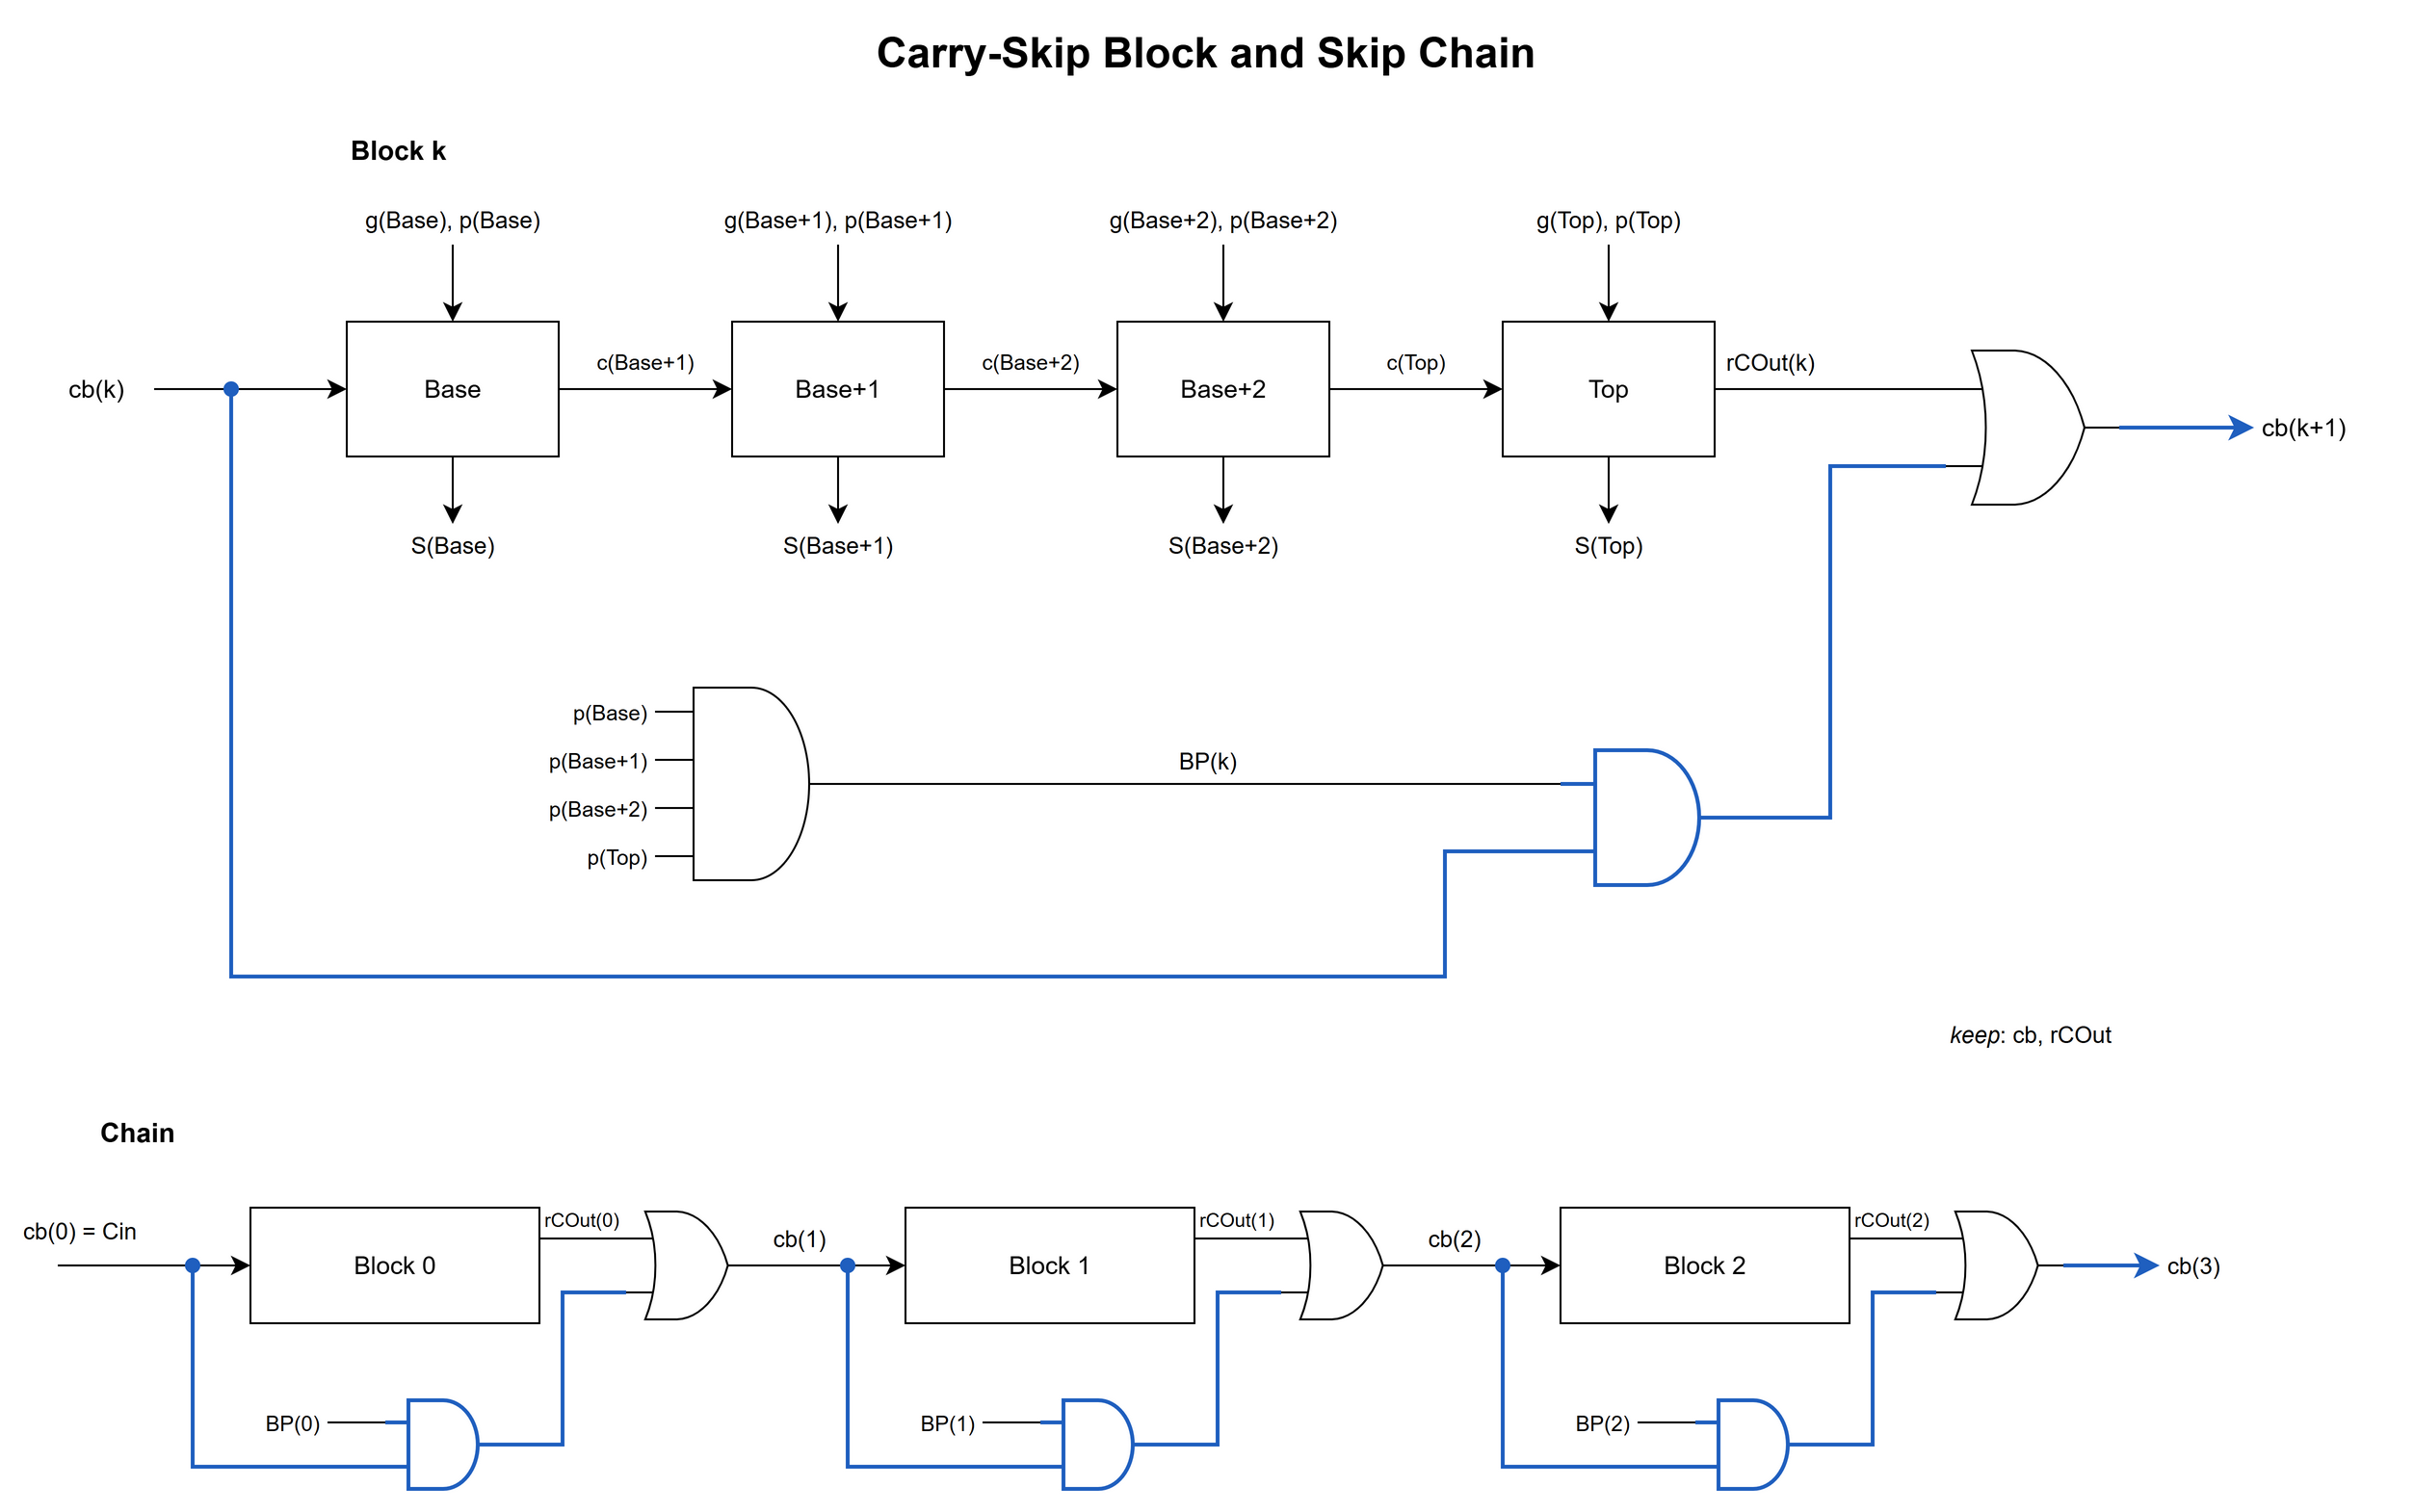 Carry-Skip Block and Skip Chain
Block k
g(Base), p(Base)
g(Base+1), p(Base+1)
g(Base+2), p(Base+2)
g(Top), p(Top)
cb(k)
Base
c(Base+1)
Base+1
c(Base+2)
Base+2
c(Top)
Top
rCOut(k)
cb(k+1)
S(Base)
S(Base+1)
S(Base+2)
S(Top)
p(Base)
p(Base+1)
p(Base+2)
p(Top)
BP(k)
keep: cb, rCOut
Chain
cb(0) = Cin
Block 0
rCOut(0)
cb(1)
Block 1
rCOut(1)
cb(2)
Block 2
rCOut(2)
cb(3)
BP(0)
BP(1)
BP(2)